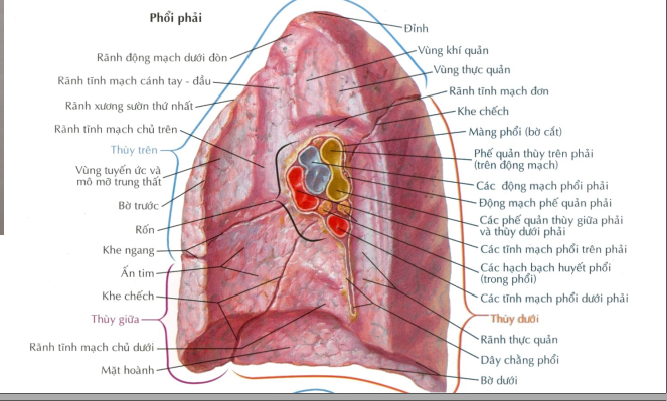 Phổi phải
Rãnh động mạch dưới đòn
Rãnh tĩnh mạch cánh tay - đầu
Rãnh xương sườn thứ nhất
Rãnh tĩnh mạch chủ trên
Thùy trên
Vũng tuyến ức và
mô mỡ trung thất
Bờ trước
Rốn
Khe ngang
Ấn tim
Khe chếch
Thùy giữa
Rãnh tĩnh mạch chủ dưới
Mặt hoành
Đỉnh
Vùng khí quản
Vùng thực quản
Rãnh tĩnh mạch đơn
Khe chếch
Màng phổi (bờ cắt)
Phế quản thùy trên phải
(trên động mạch)
Các động mạch phổi phải
Động mạch phế quản phải
Các phế quản thùy giữa phải
và thùy dưới phải
Các tĩnh mạch phổi trên phải
Các hạch bạch huyết phổi
(trong phổi)
Các tĩnh mạch phổi dưới phải
Thùy dưới
Rãnh thực quản
Dây chằng phổi
Bờ dưới